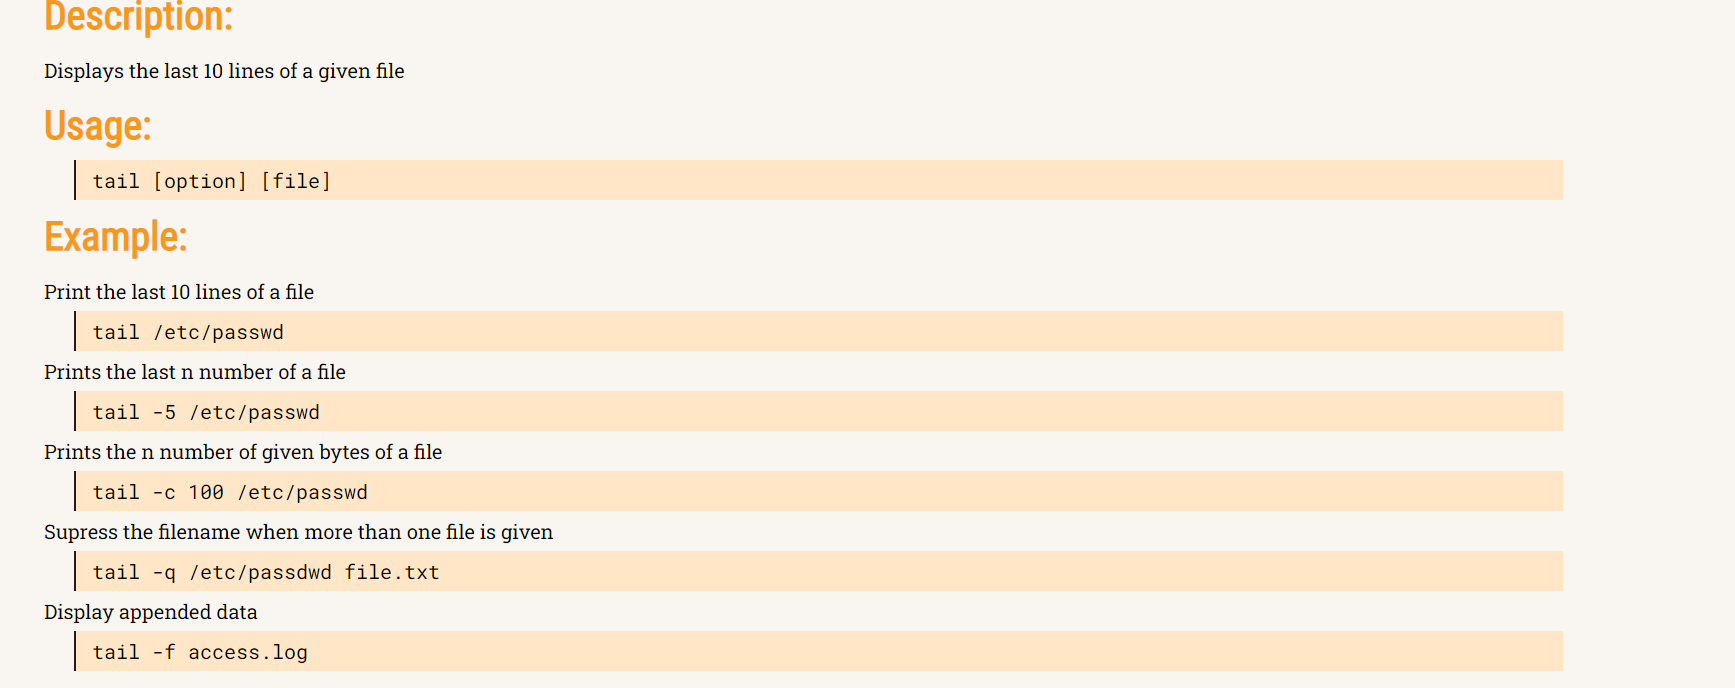 Description:
Displays the last 10 lines of a given file
Usage:
tail [option] [file]
Example:
Print the last 10 lines of a file
tail /etc/passwd
Prints the last n number of a file
tail -5 /etc/passwd
Prints the n number of given bytes of a file
tail -c 100 /etc/passwd
Supress the filename when more than one file is given
tail -q /etc/passdwd file.txt
Display appended data
tail -f access.log